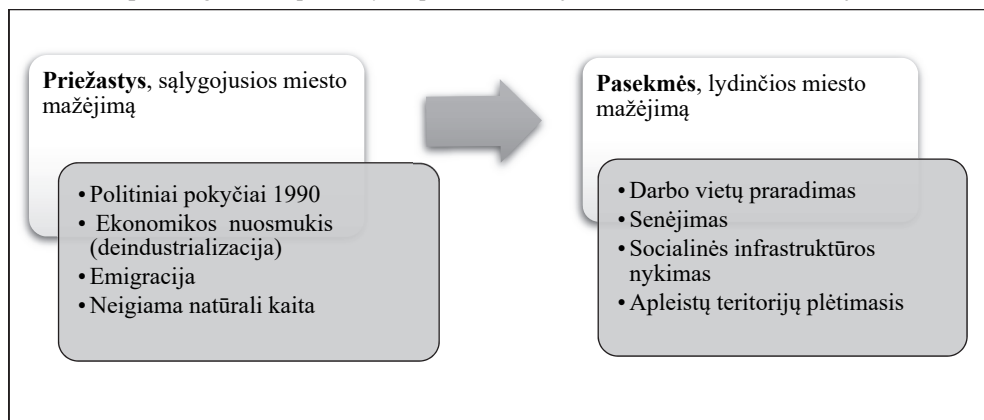 Priežastys, sąlygojusios miesto
mažėjimą
• Politiniai pokyčiai 1990
• Ekonomikos nuosmukis
(deindustrializacija)
• Emigracija
• Neigiama natūrali kaita
Pasekmės, lydinčios miesto
mažėjimą
• Darbo vietų praradimas
• Senėjimas
• Socialinės infrastruktūros
nykimas
• Apleistų teritorijų plėtimasis